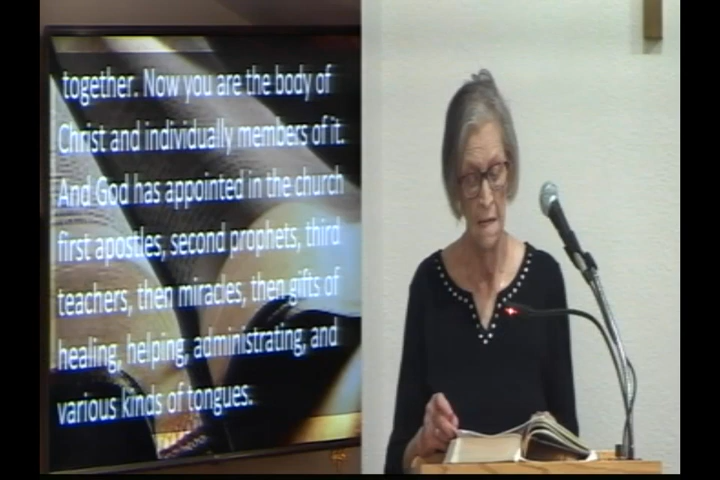 together. Now you are the body of
Christ and individually members of it.
And God has appointed in the church
first apostles, second prophets, third
teachers, then miracles, then gifts of
healing, helping, administrating, and
various kinds of tongues.